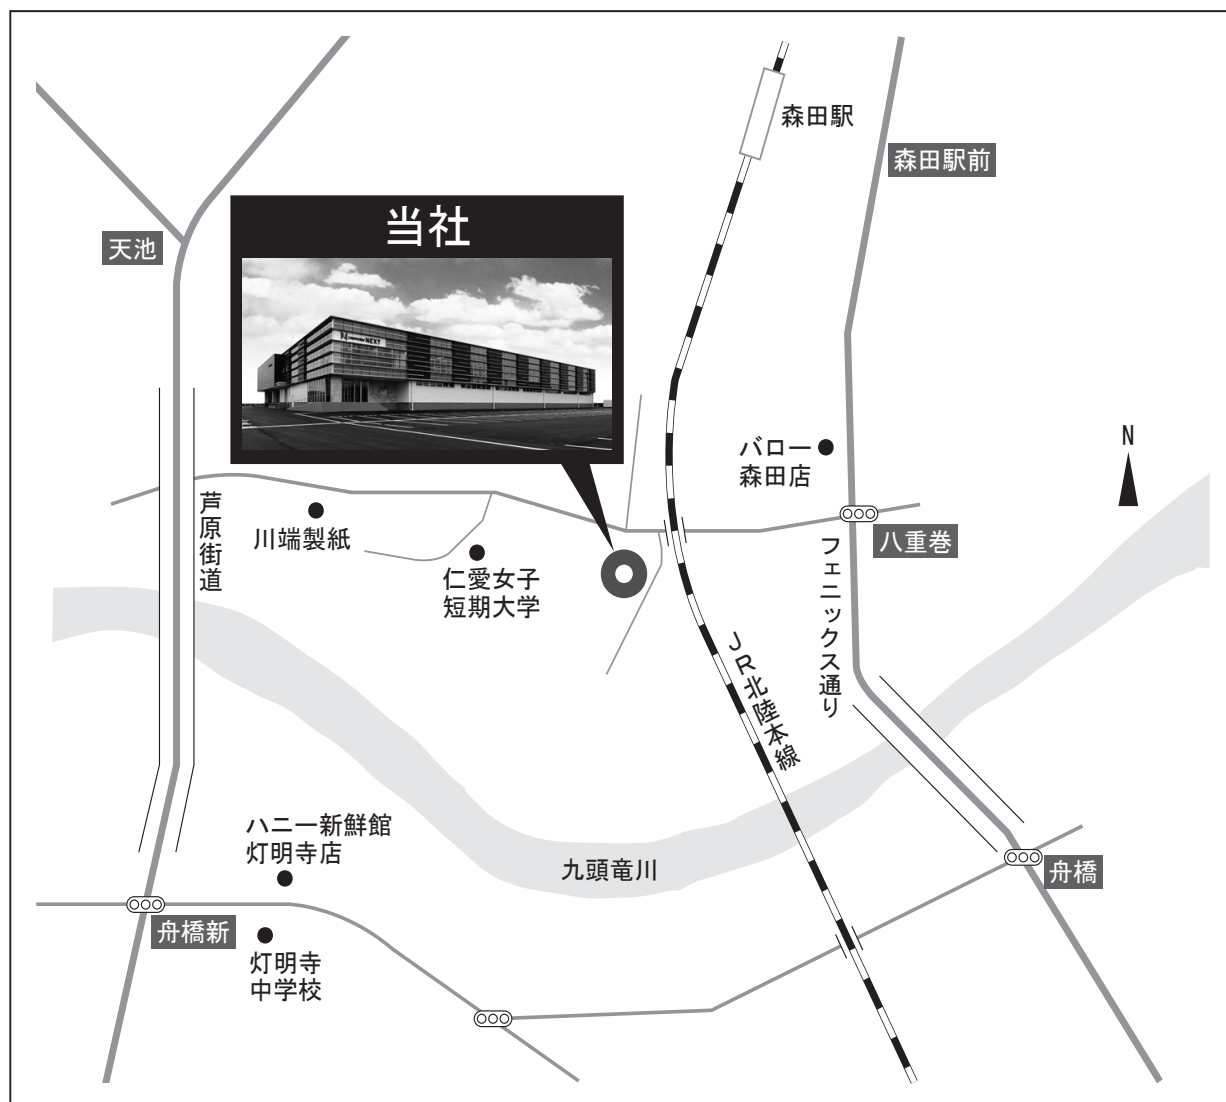 森田駅
森田駅前
当社
天池
NEXT
バロー
森田店
N
芦原街道
川端製紙
仁愛女子
短期大学
八重巻
フェニックス通り
JR北陸本線
ハニー新鮮館
灯明寺店
九頭竜川
舟橋
舟橋新
灯明寺
中学校